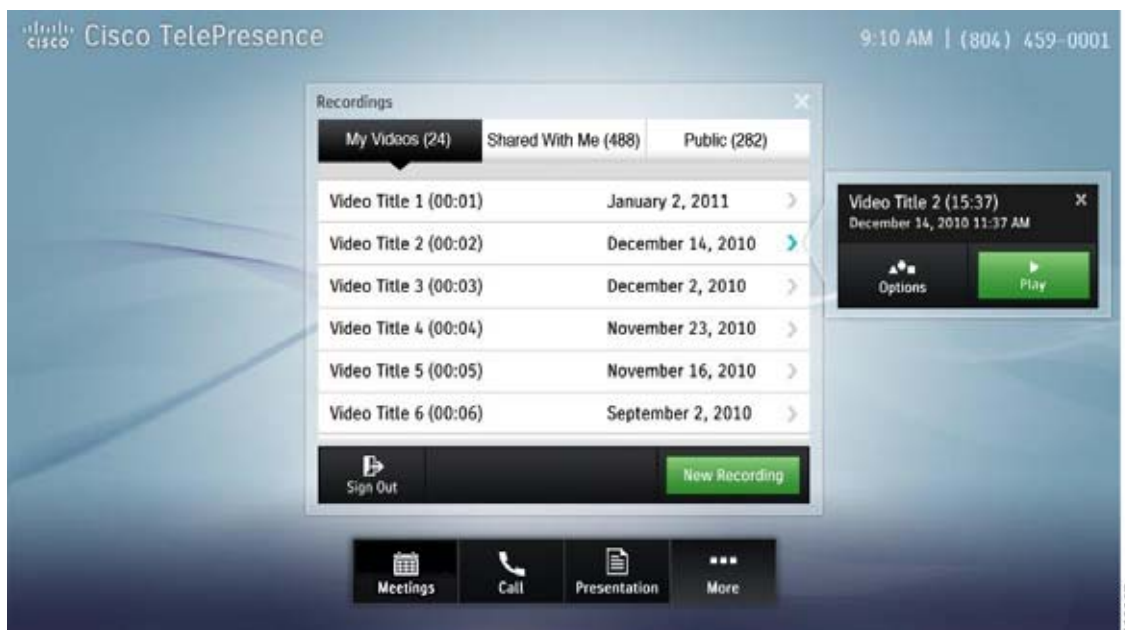 cisco Cisco TelePresence
9:10 AM | (804) 459-0001
Recordings
My Videos (24) Shared With Me (488) Public (282)
Video Title 1 (00:01) January 2, 2011
Video Title 2 (00:02) December 14, 2010
Video Title 3 (00:03) December 2, 2010
Video Title 4 (00:04) November 23, 2010
Video Title 5 (00:05) November 16, 2010
Video Title 6 (00:06) September 2, 2010
Video Title 2 (15:37)
December 14, 2010 11:37 AM
Options Play
Sign Out New Recording
Meetings Call Presentation More